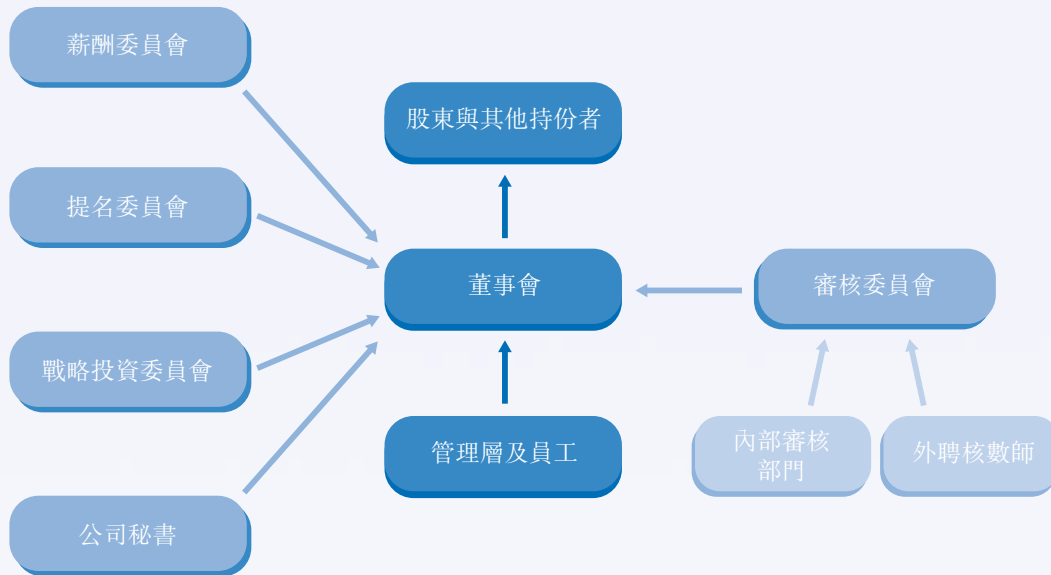 薪酬委員會
股東與其他持份者
提名委員會
董事會
審核委員會
戰略投資委員會
管理層及員工
內部審核
部門
外聘核數師
公司秘書